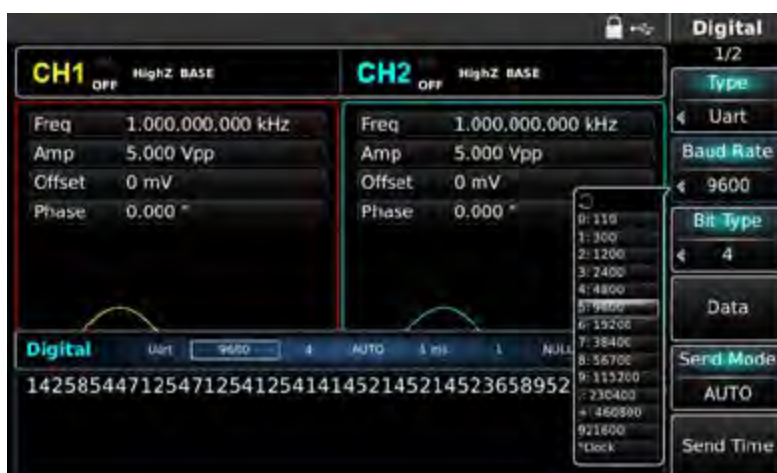 Digital
1/2
CH1 OFF HighZ BASE
CH2 OFF HighZ BASE
Type
Uart
Freq 1.000,000,000 kHz
Amp 5.000 Vpp
Offset 0 mV
Phase 0.000 °
Freq 1.000,000,000 kHz
Amp 5.000 Vpp
Offset 0 mV
Phase 0.000 °
Baud Rate
9600
Bit Type
4
Data
Send Mode
AUTO
Send Time
0: 110
1: 300
2: 1200
3: 2400
4: 4800
5: 9600
6: 19200
7: 38400
8: 56700
9: 115200
.: 230400
+: 460800
921600
*Clock
Digital Uart 9600 4 AUTO 1 ms 1 NULL
1425854471254712541254141452145214523658952